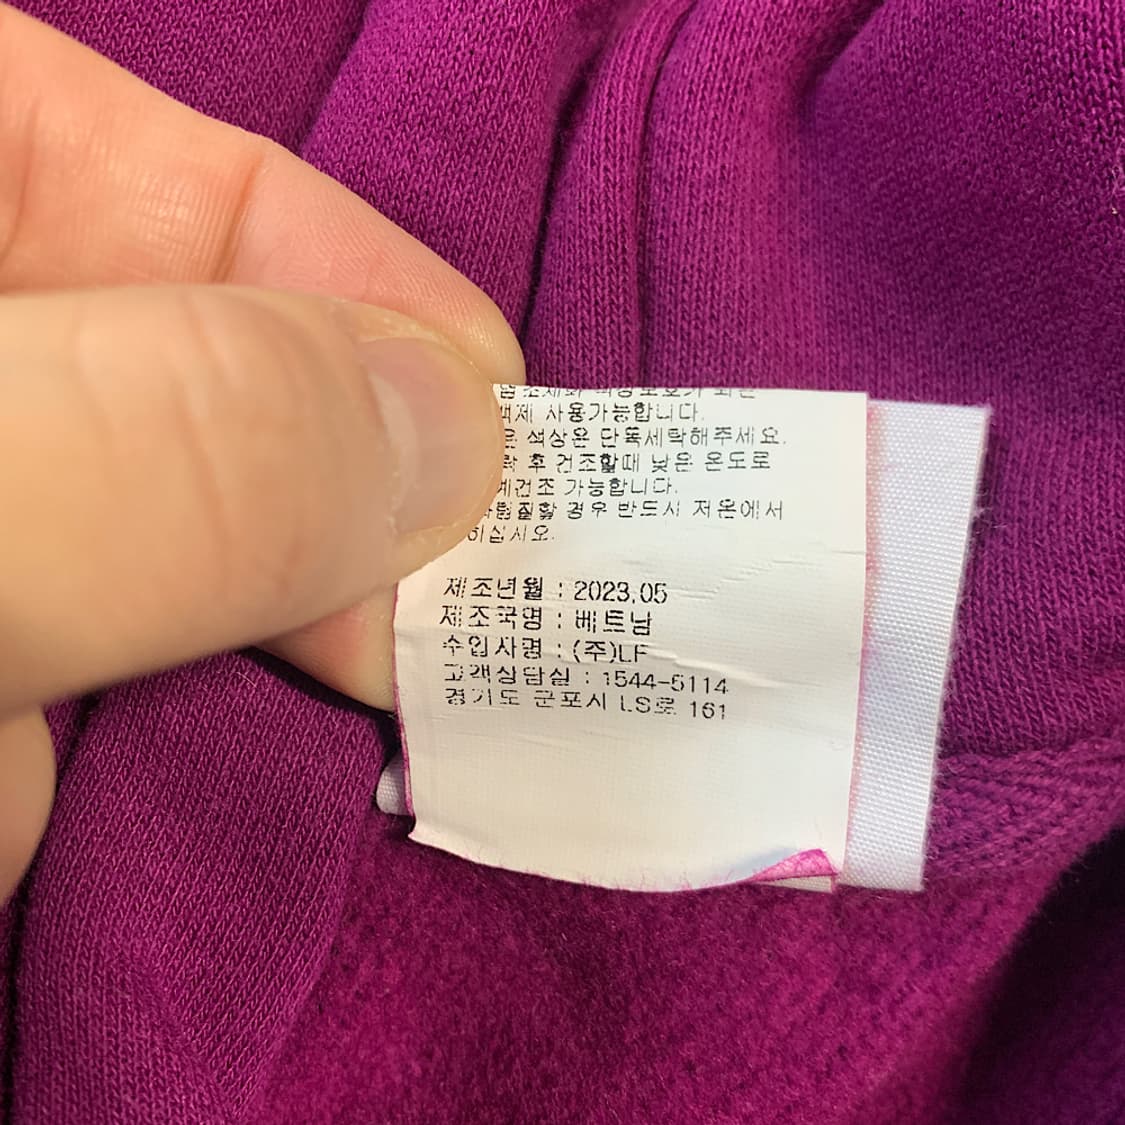 사용가능합니다.
색상은 단독세탁해주세요.
후 건조할때 낮은 온도로
가능합니다.
경우 반드시 저온에서
하십시오.
제조년월 : 2023.05
제조국명 : 베트남
수입사명 : (주)LF
고객상담실 : 1544-5114
경기도 군포시 LS로 161